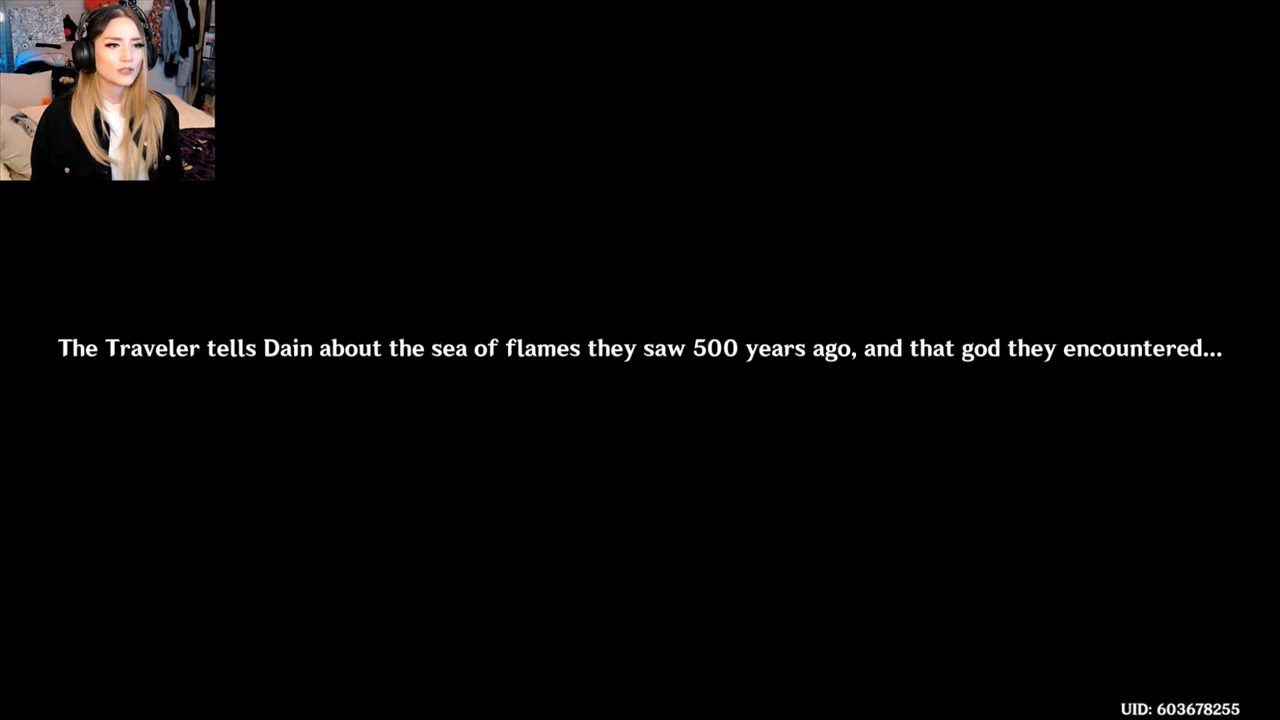 The Traveler tells Dain about the sea of flames they saw 500 years ago, and that god they encountered...
UID: 603678255